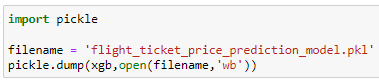 import pickle
filename = 'flight_ticket_price_prediction_model.pkl'
pickle.dump(xgb,open(filename,'wb'))